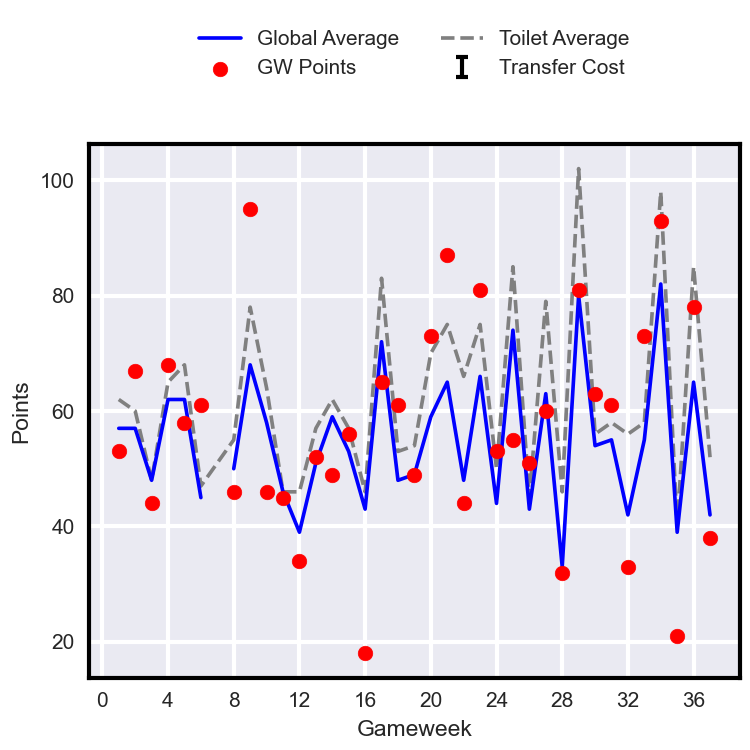 Global Average Toilet Average
GW Points Transfer Cost
100
80
60
40
20
Points
0 4 8 12 16 20 24 28 32 36
Gameweek